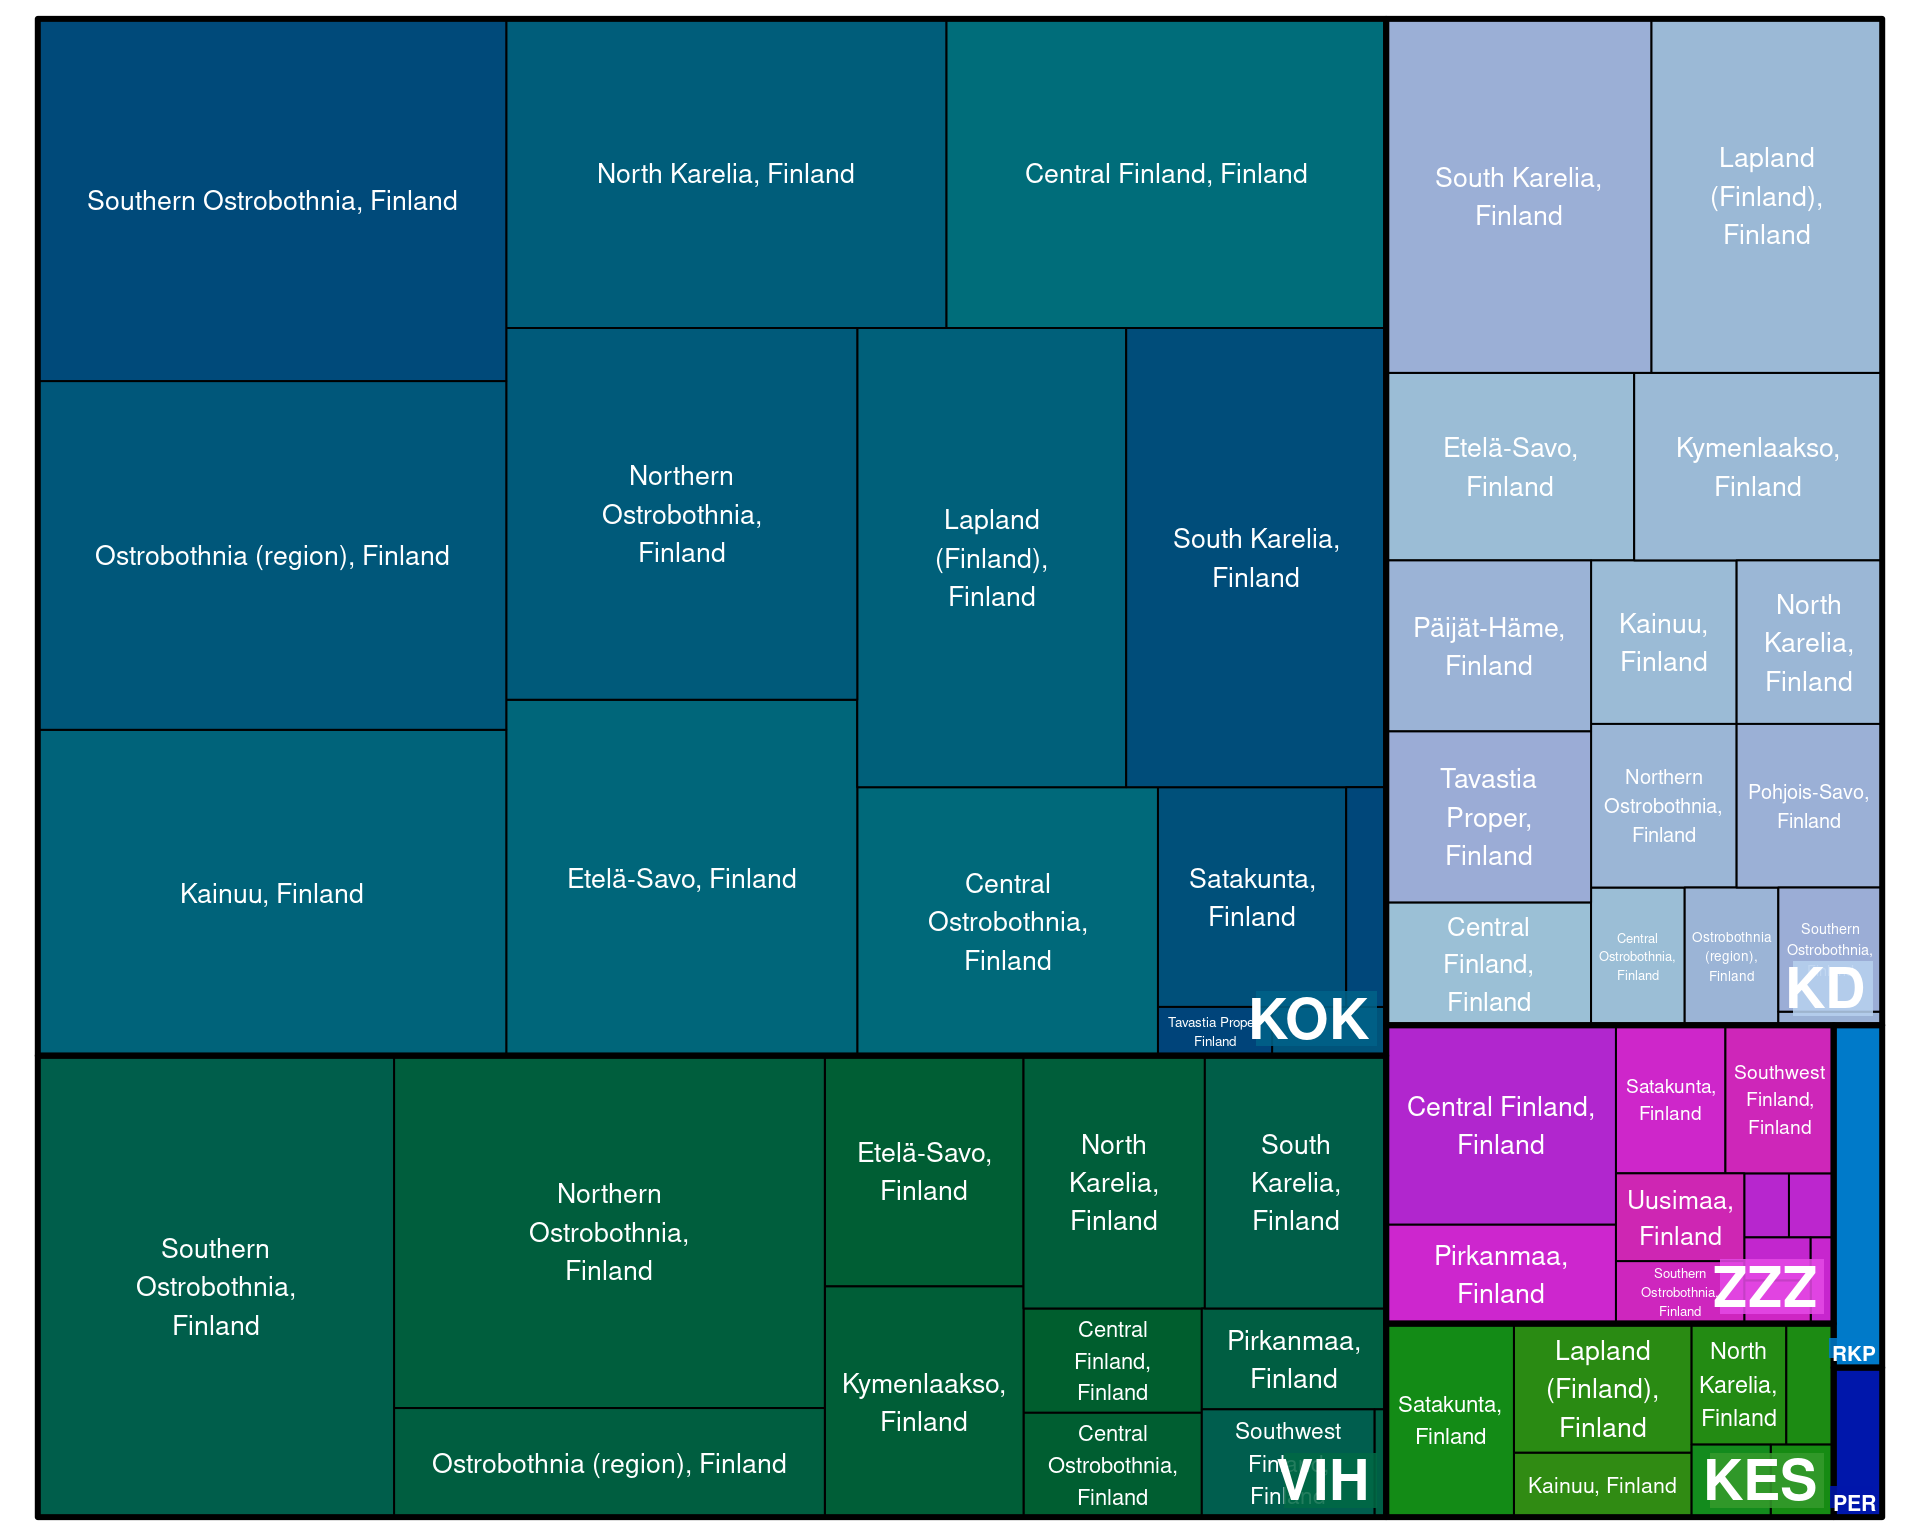 Southern Ostrobothnia, Finland
North Karelia, Finland
Central Finland, Finland
Ostrobothnia (region), Finland
Northern
Ostrobothnia,
Finland
Lapland
(Finland),
Finland
South Karelia,
Finland
Kainuu, Finland
Etelä-Savo, Finland
Central
Ostrobothnia,
Finland
Satakunta,
Finland
Tavastia
Finland
KOK
South Karelia,
Finland
Lapland
(Finland),
Finland
Etelä-Savo,
Finland
Kymenlaakso,
Finland
Päijät-Häme,
Finland
Kainuu,
Finland
North
Karelia,
Finland
Tavastia
Proper,
Finland
Northern
Ostrobothnia,
Finland
Pohjois-Savo,
Finland
Central
Finland,
Finland
Central
Ostrobothnia,
Finland
Ostrobothnia
(region),
Finland
Southern
Ostrobothnia,
KD
Southern
Ostrobothnia,
Finland
Northern
Ostrobothnia,
Finland
Ostrobothnia (region), Finland
Etelä-Savo,
Finland
Kymenlaakso,
Finland
North
Karelia,
Finland
South
Karelia,
Finland
Central
Finland,
Finland
Pirkanmaa,
Finland
Central
Ostrobothnia,
Finland
Southwest
VIH
Central Finland,
Finland
Satakunta,
Finland
Southwest
Finland,
Finland
Pirkanmaa,
Finland
Uusimaa,
Finland
Southern
Ostrobothnia,
Finland
ZZZ
Satakunta,
Finland
Lapland
(Finland),
Finland
Kainuu, Finland
North
Karelia,
Finland
KES
RKP
PER